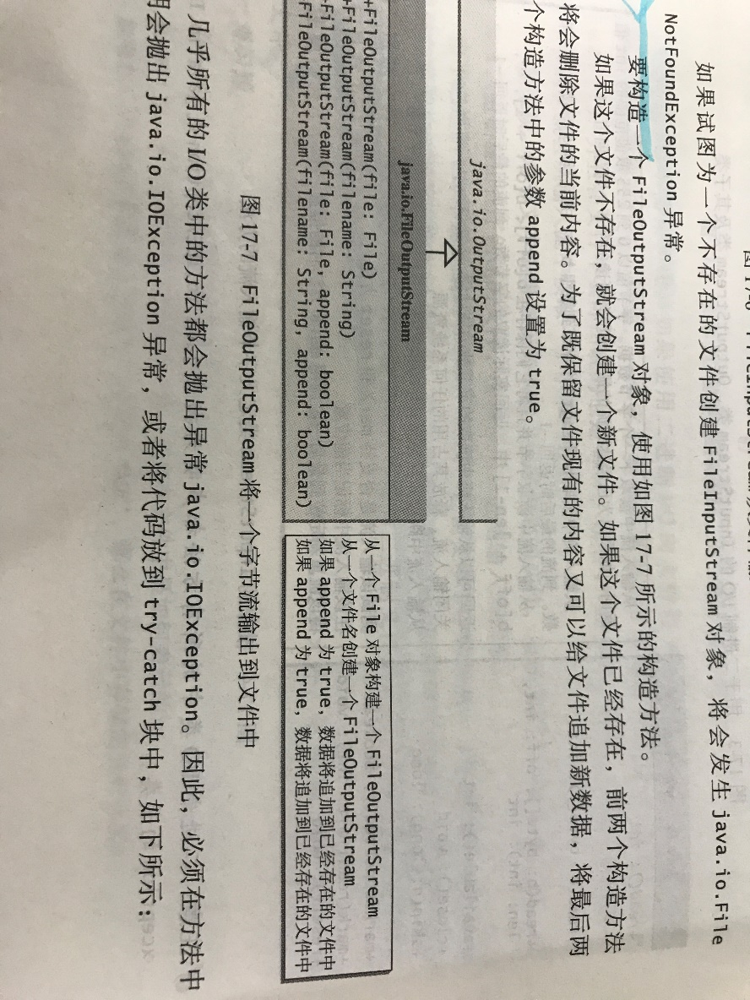 如果试图为一个不存在的文件创建 FileInputStream 对象，将会发生 java.io.File
NotFoundException 异常。
要构造一个 FileOutputStream 对象，使用如图 17-7 所示的构造方法。
如果这个文件不存在，就会创建一个新文件。如果这个文件已经存在，前两个构造方法
将会删除文件的当前内容。为了既保留文件现有的内容又可以给文件追加新数据，将最后两
个构造方法中的参数 append 设置为 true。
java.io.OutputStream
java.io.FileOutputStream
+FileOutputStream(file: File)
+FileOutputStream(filename: String)
+FileOutputStream(file: File, append: boolean)
+FileOutputStream(filename: String, append: boolean)
从一个 File 对象构建一个 FileOutputStream
从一个文件名创建一个 FileOutputStream
如果 append 为 true，数据将追加到已经存在的文件中
如果 append 为 true，数据将追加到已经存在的文件中
图 17-7 FileOutputStream 将一个字节流输出到文件中
几乎所有的 I/O 类中的方法都会抛出异常 java.io.IOException。因此，必须在方法中
明会抛出 java.io.IOException 异常，或者将代码放到 try-catch 块中，如下所示：